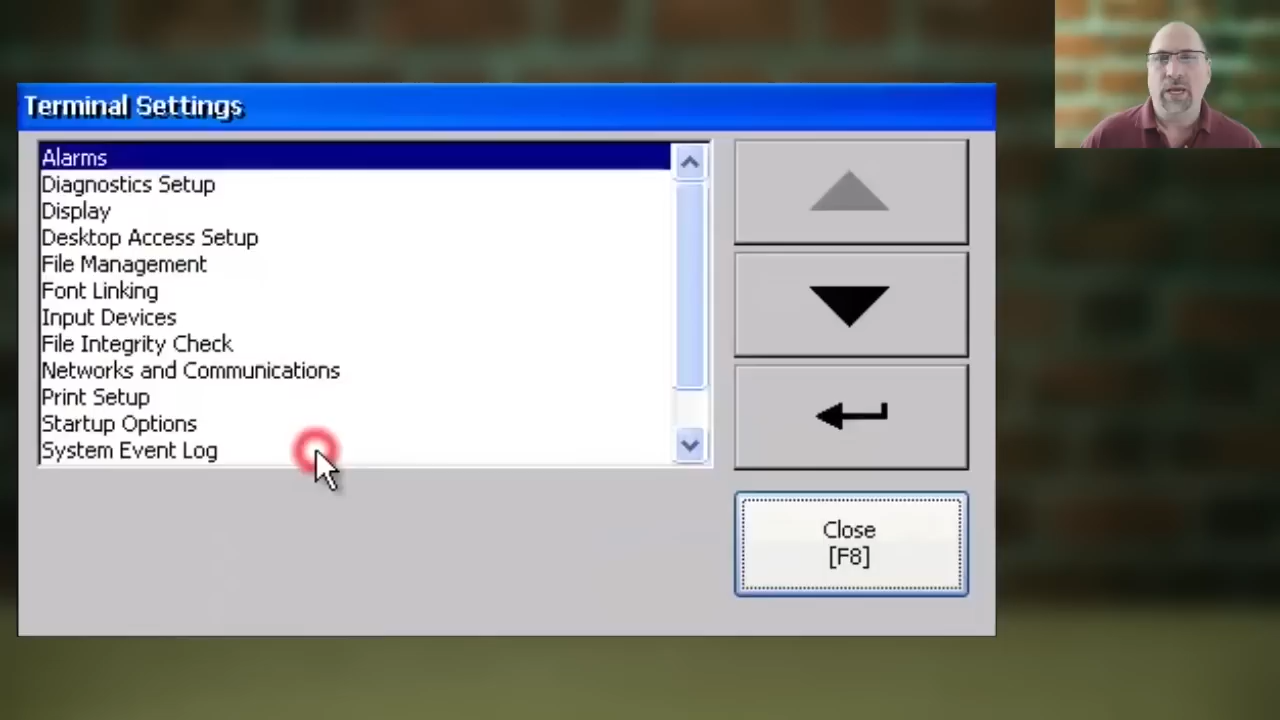 Terminal Settings
Alarms
Diagnostics Setup
Display
Desktop Access Setup
File Management
Font Linking
Input Devices
File Integrity Check
Networks and Communications
Print Setup
Startup Options
System Event Log
Close
[F8]